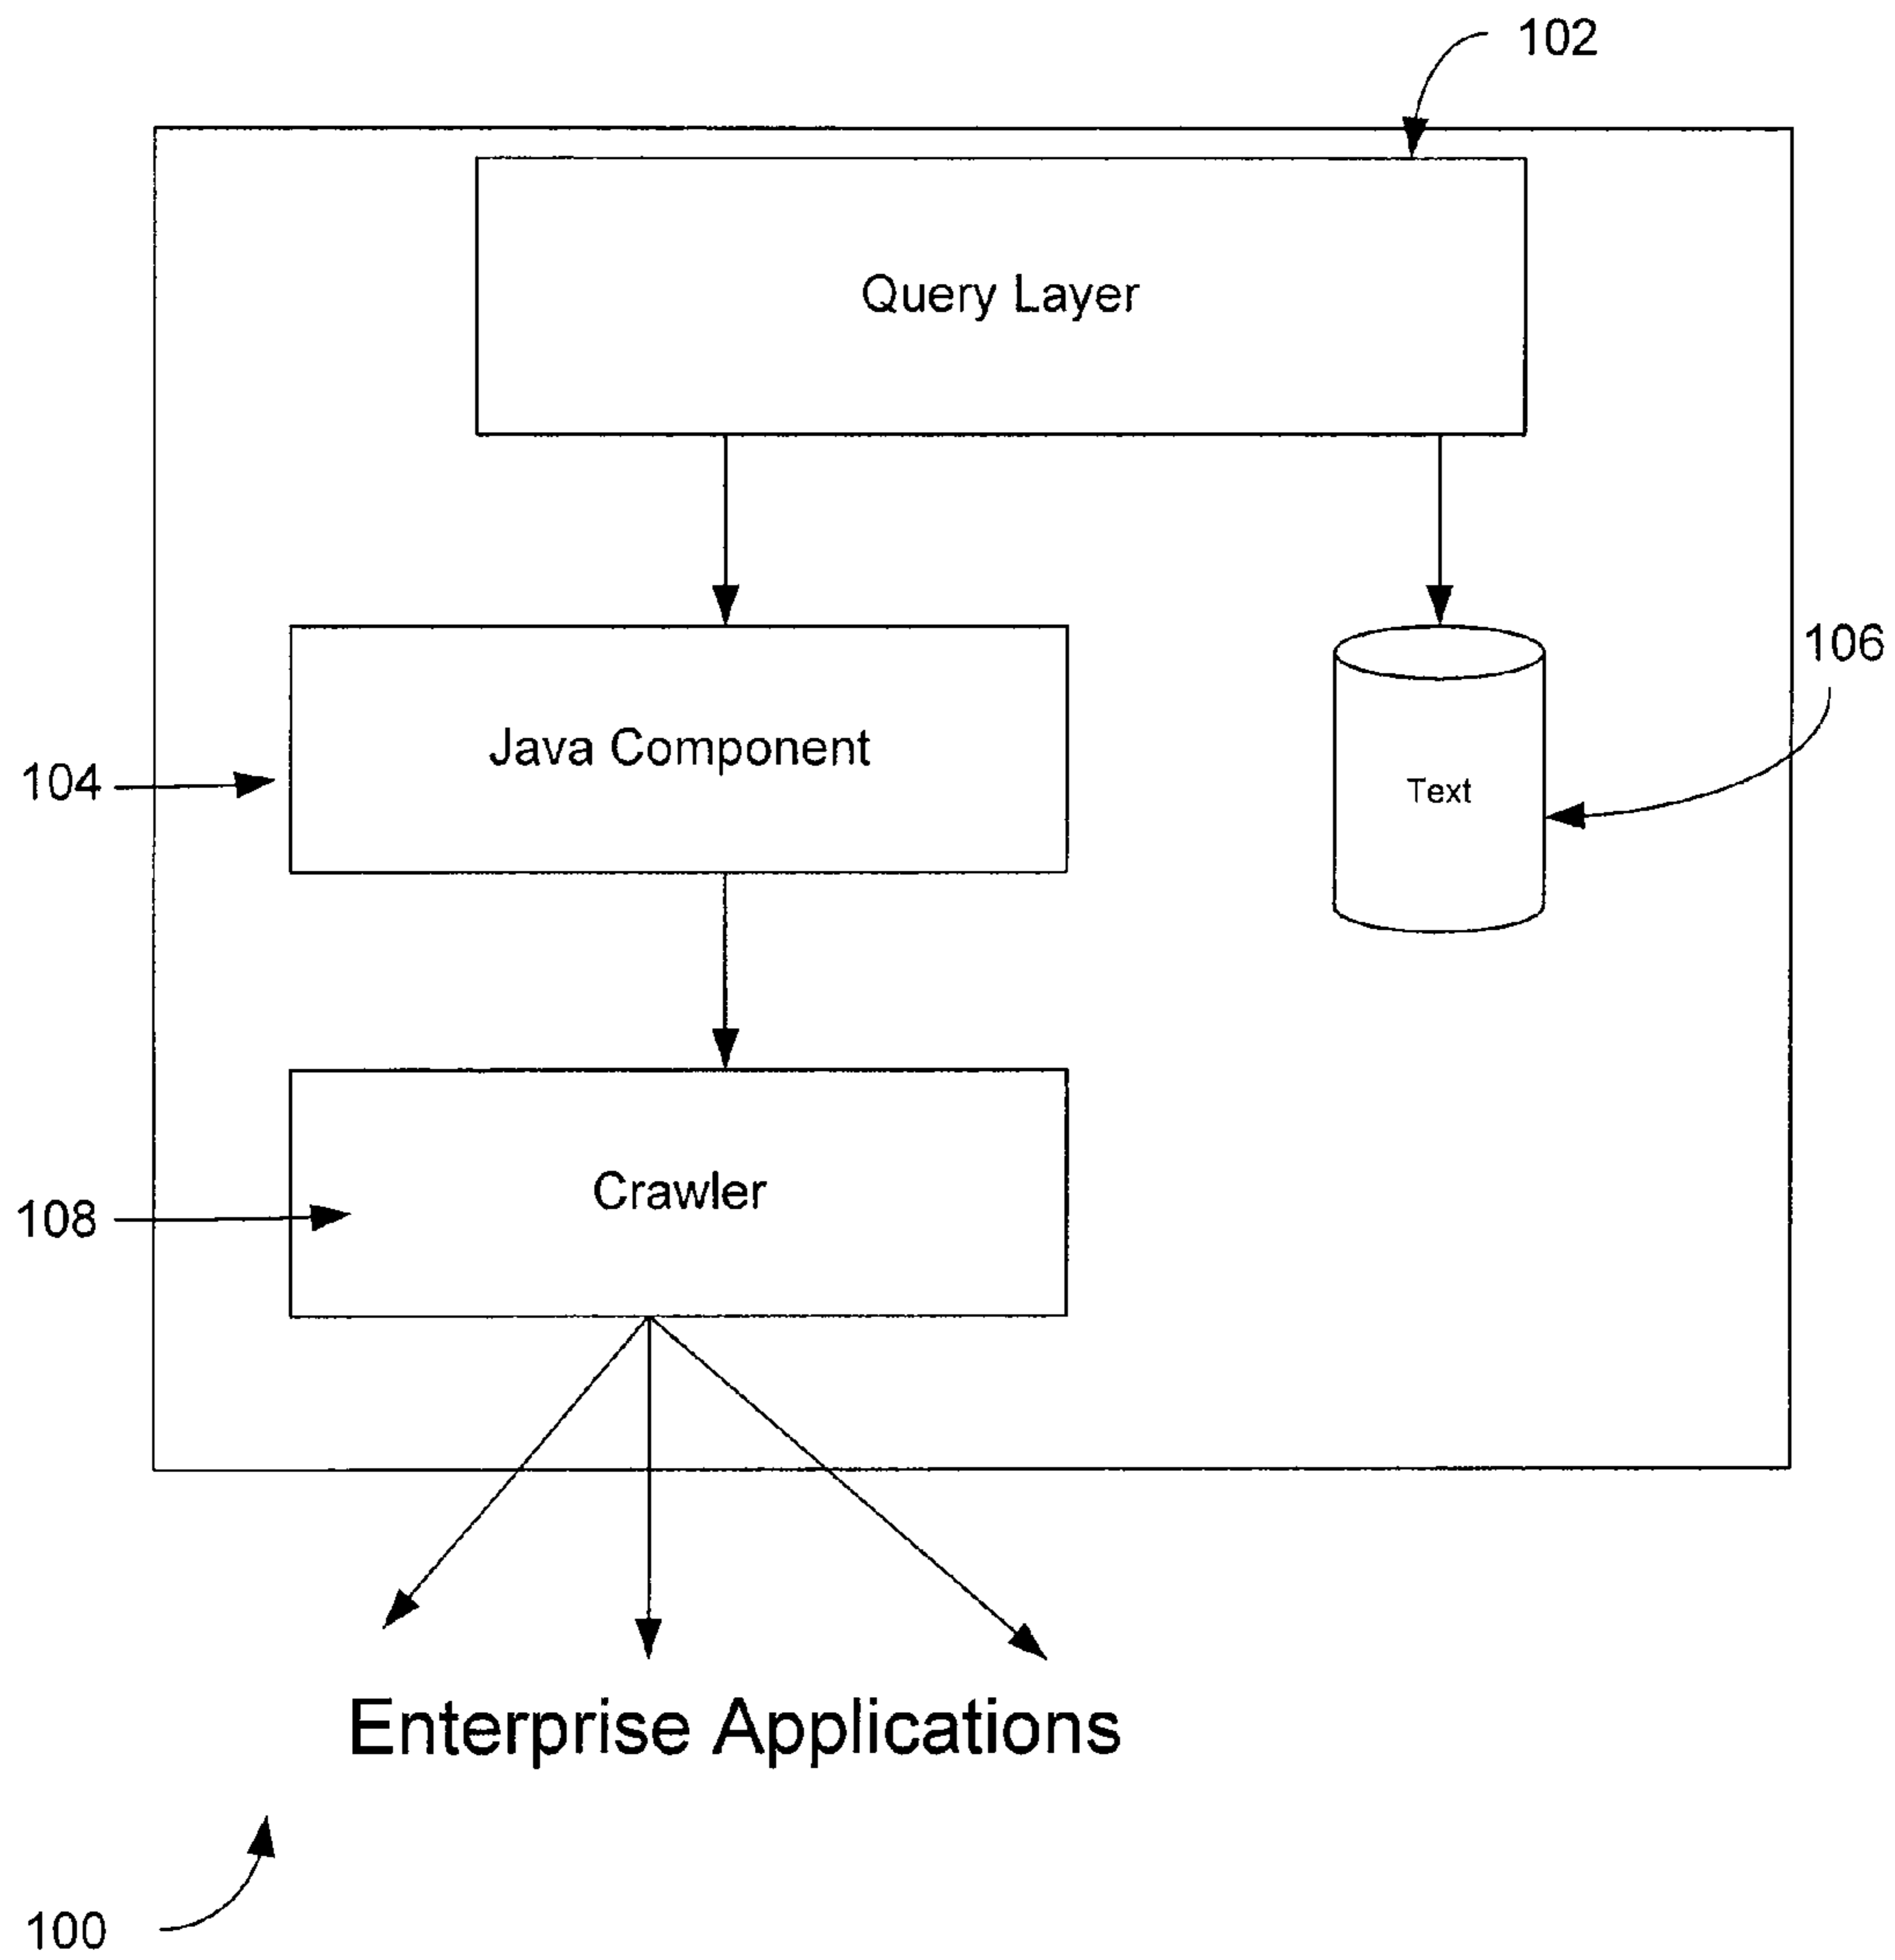 102
Query Layer
106
Java Component
Text
104
Crawler
108
Enterprise Applications
100